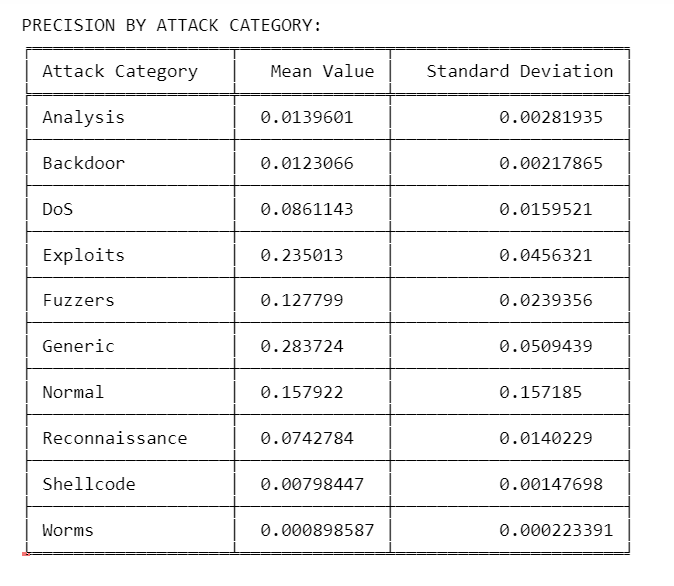 PRECISION BY ATTACK CATEGORY:
Attack Category Mean Value Standard Deviation
Analysis 0.0139601 0.00281935
Backdoor 0.0123066 0.00217865
DoS 0.0861143 0.0159521
Exploits 0.235013 0.0456321
Fuzzers 0.127799 0.0239356
Generic 0.283724 0.0509439
Normal 0.157922 0.157185
Reconnaissance 0.0742784 0.0140229
Shellcode 0.00798447 0.00147698
Worms 0.000898587 0.000223391